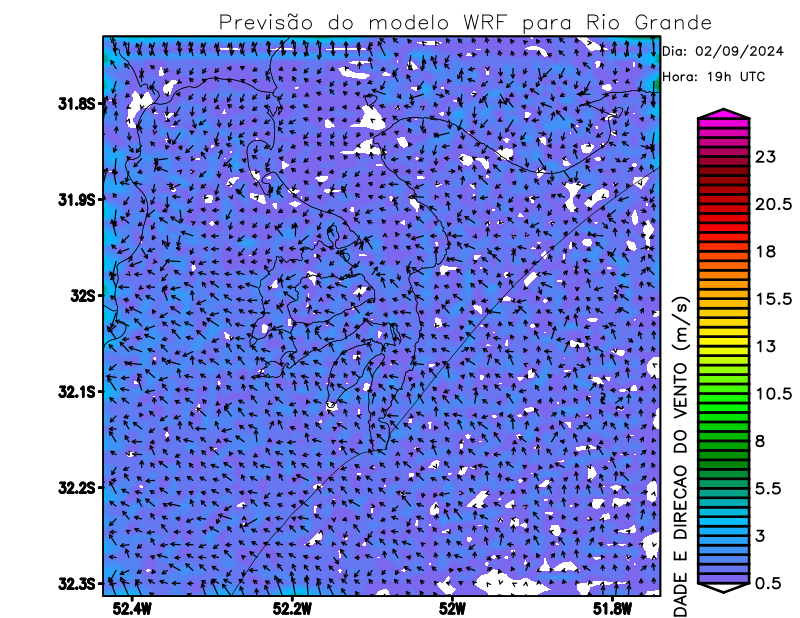 Previsão do modelo WRF para Rio Grande
Dia: 02/09/2024
Hora: 19h UTC
31.8S
31.9S
32S
32.1S
32.2S
32.3S
52.4W
52.2W
52W
51.8W
23
20.5
18
15.5
13
10.5
8
5.5
3
0.5
DADE E DIRECAO DO VENTO (m/s)